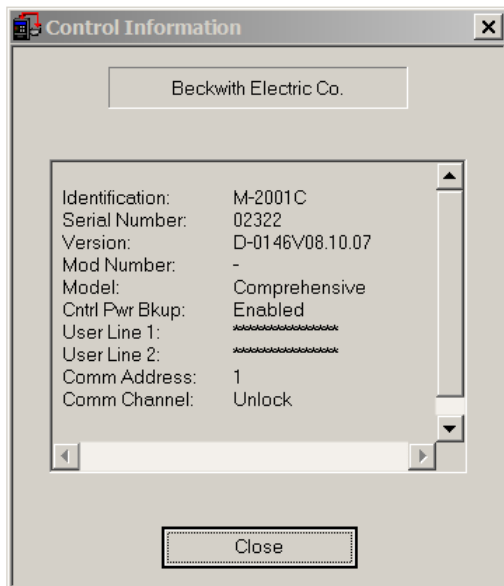 Control Information
Beckwith Electric Co.
Identification: M-2001C
Serial Number: 02322
Version: D-0146V08.10.07
Mod Number: -
Model: Comprehensive
Cntrl Pwr Bkup: Enabled
User Line 1: ****************
User Line 2: ****************
Comm Address: 1
Comm Channel: Unlock
Close